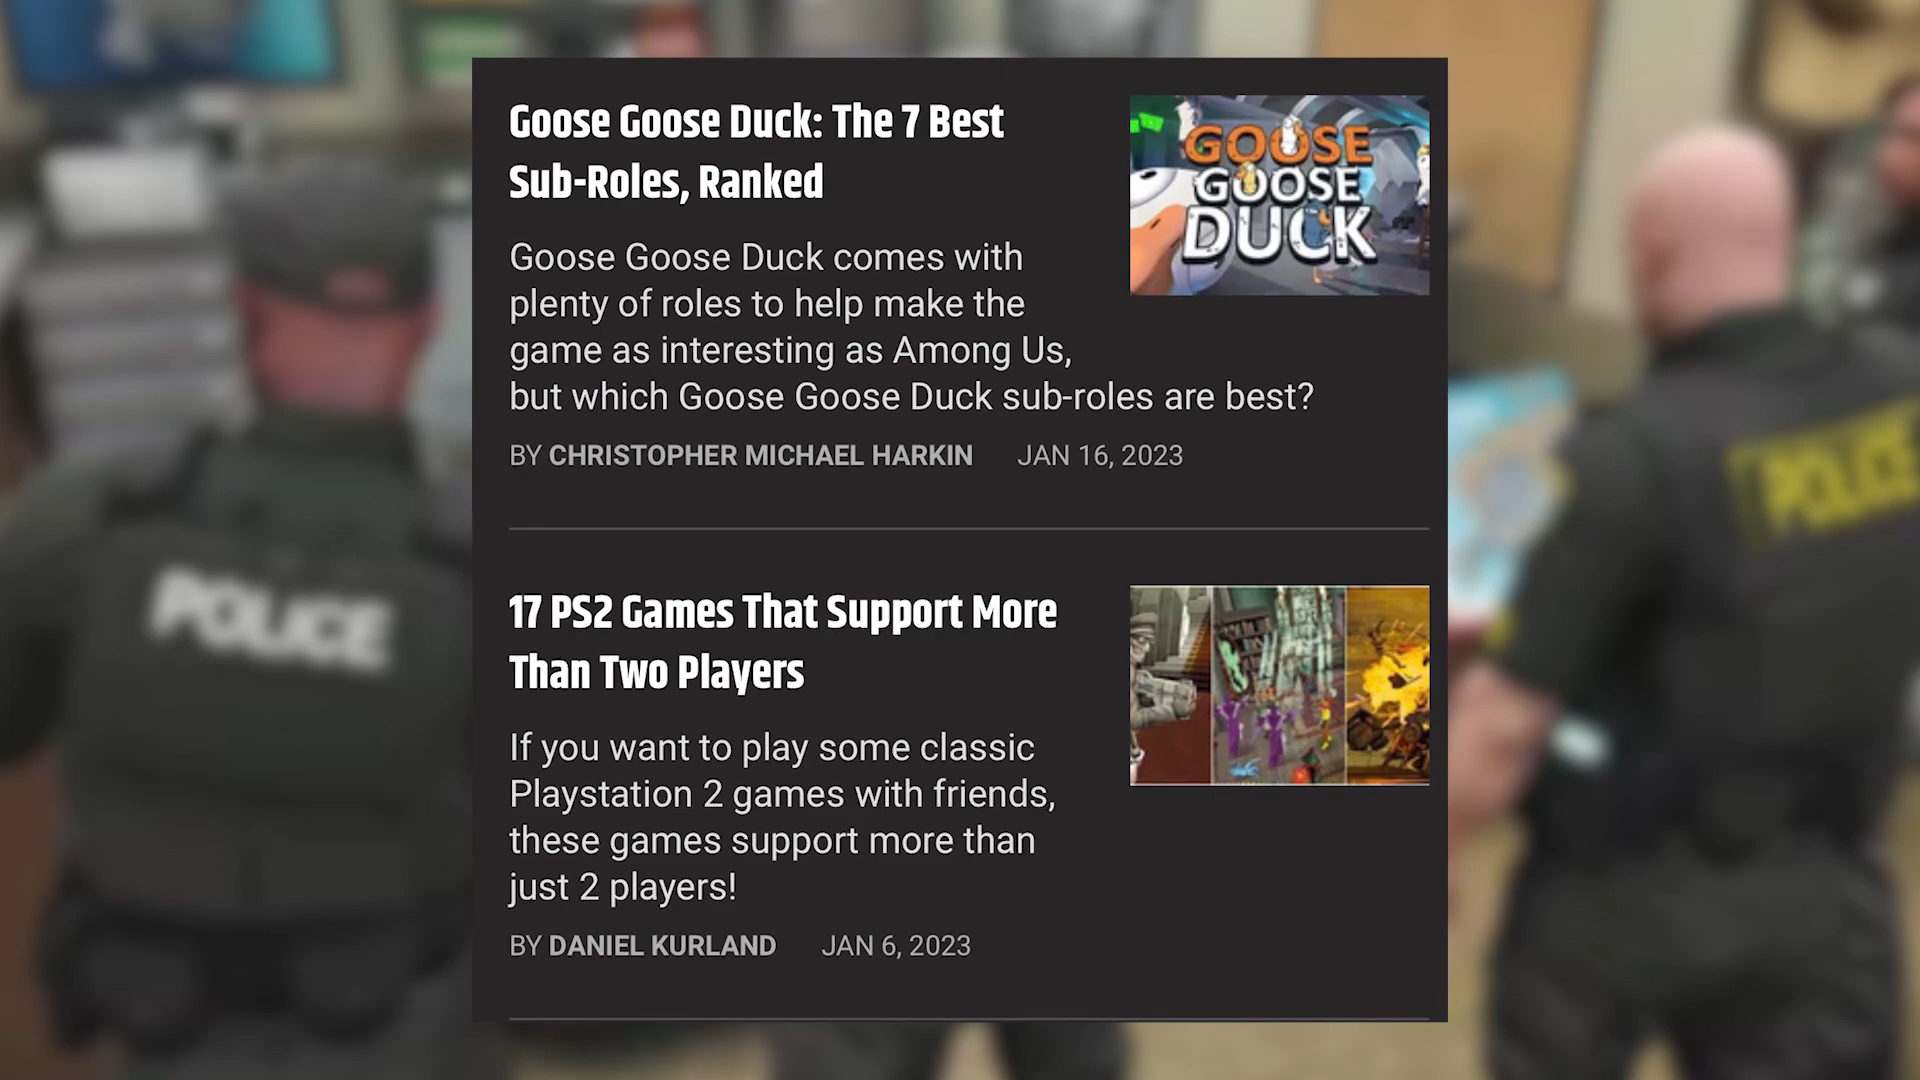 Goose Goose Duck: The 7 Best
Sub-Roles, Ranked
GOOSE
GOOSE
DUCK
Goose Goose Duck comes with
plenty of roles to help make the
game as interesting as Among Us,
but which Goose Goose Duck sub-roles are best?
BY CHRISTOPHER MICHAEL HARKIN JAN 16, 2023
POLICE
POLICE
17 PS2 Games That Support More
Than Two Players
If you want to play some classic
Playstation 2 games with friends,
these games support more than
just 2 players!
BY DANIEL KURLAND JAN 6, 2023